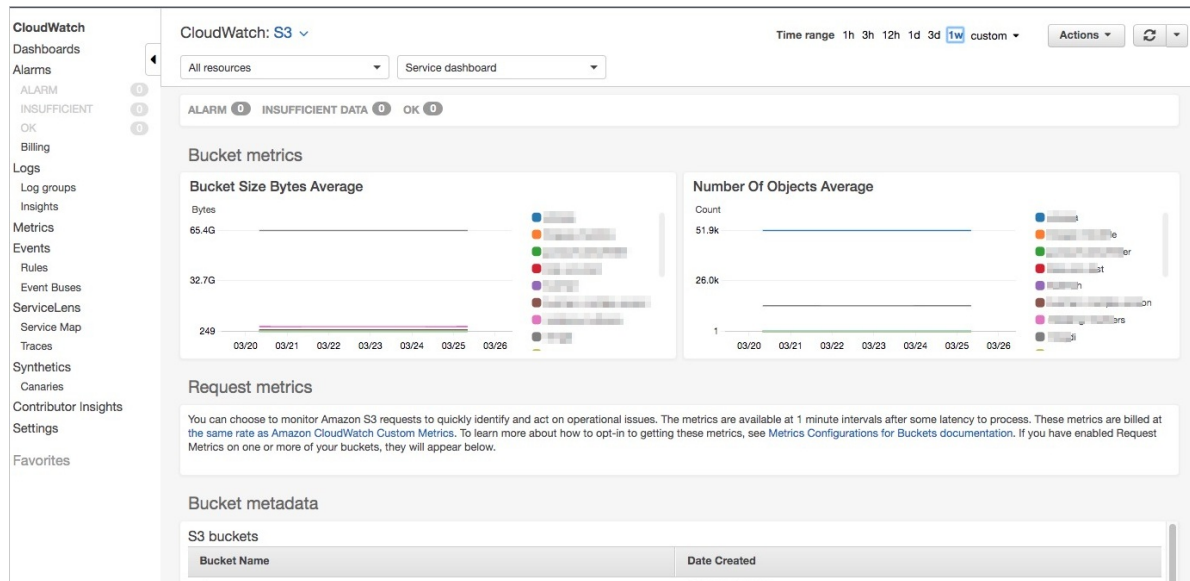 CloudWatch
Dashboards
Alarms
ALARM 0
INSUFFICIENT 0
OK 0
Billing
Logs
Log groups
Insights
Metrics
Events
Rules
Event Buses
ServiceLens
Service Map
Traces
Synthetics
Canaries
Contributor Insights
Settings
Favorites
CloudWatch: S3
Time range 1h 3h 12h 1d 3d 1w custom
Actions
All resources
Service dashboard
ALARM 0 INSUFFICIENT DATA 0 OK 0
Bucket metrics
Bucket Size Bytes Average
Bytes
65.4G
32.7G
249
03/20 03/21 03/22 03/23 03/24 03/25 03/26
Number Of Objects Average
Count
51.9k
26.0k
1
03/20 03/21 03/22 03/23 03/24 03/25 03/26
Request metrics
You can choose to monitor Amazon S3 requests to quickly identify and act on operational issues. The metrics are available at 1 minute intervals after some latency to process. These metrics are billed at
the same rate as Amazon CloudWatch Custom Metrics. To learn more about how to opt-in to getting these metrics, see Metrics Configurations for Buckets documentation. If you have enabled Request
Metrics on one or more of your buckets, they will appear below.
Bucket metadata
S3 buckets
Bucket Name Date Created